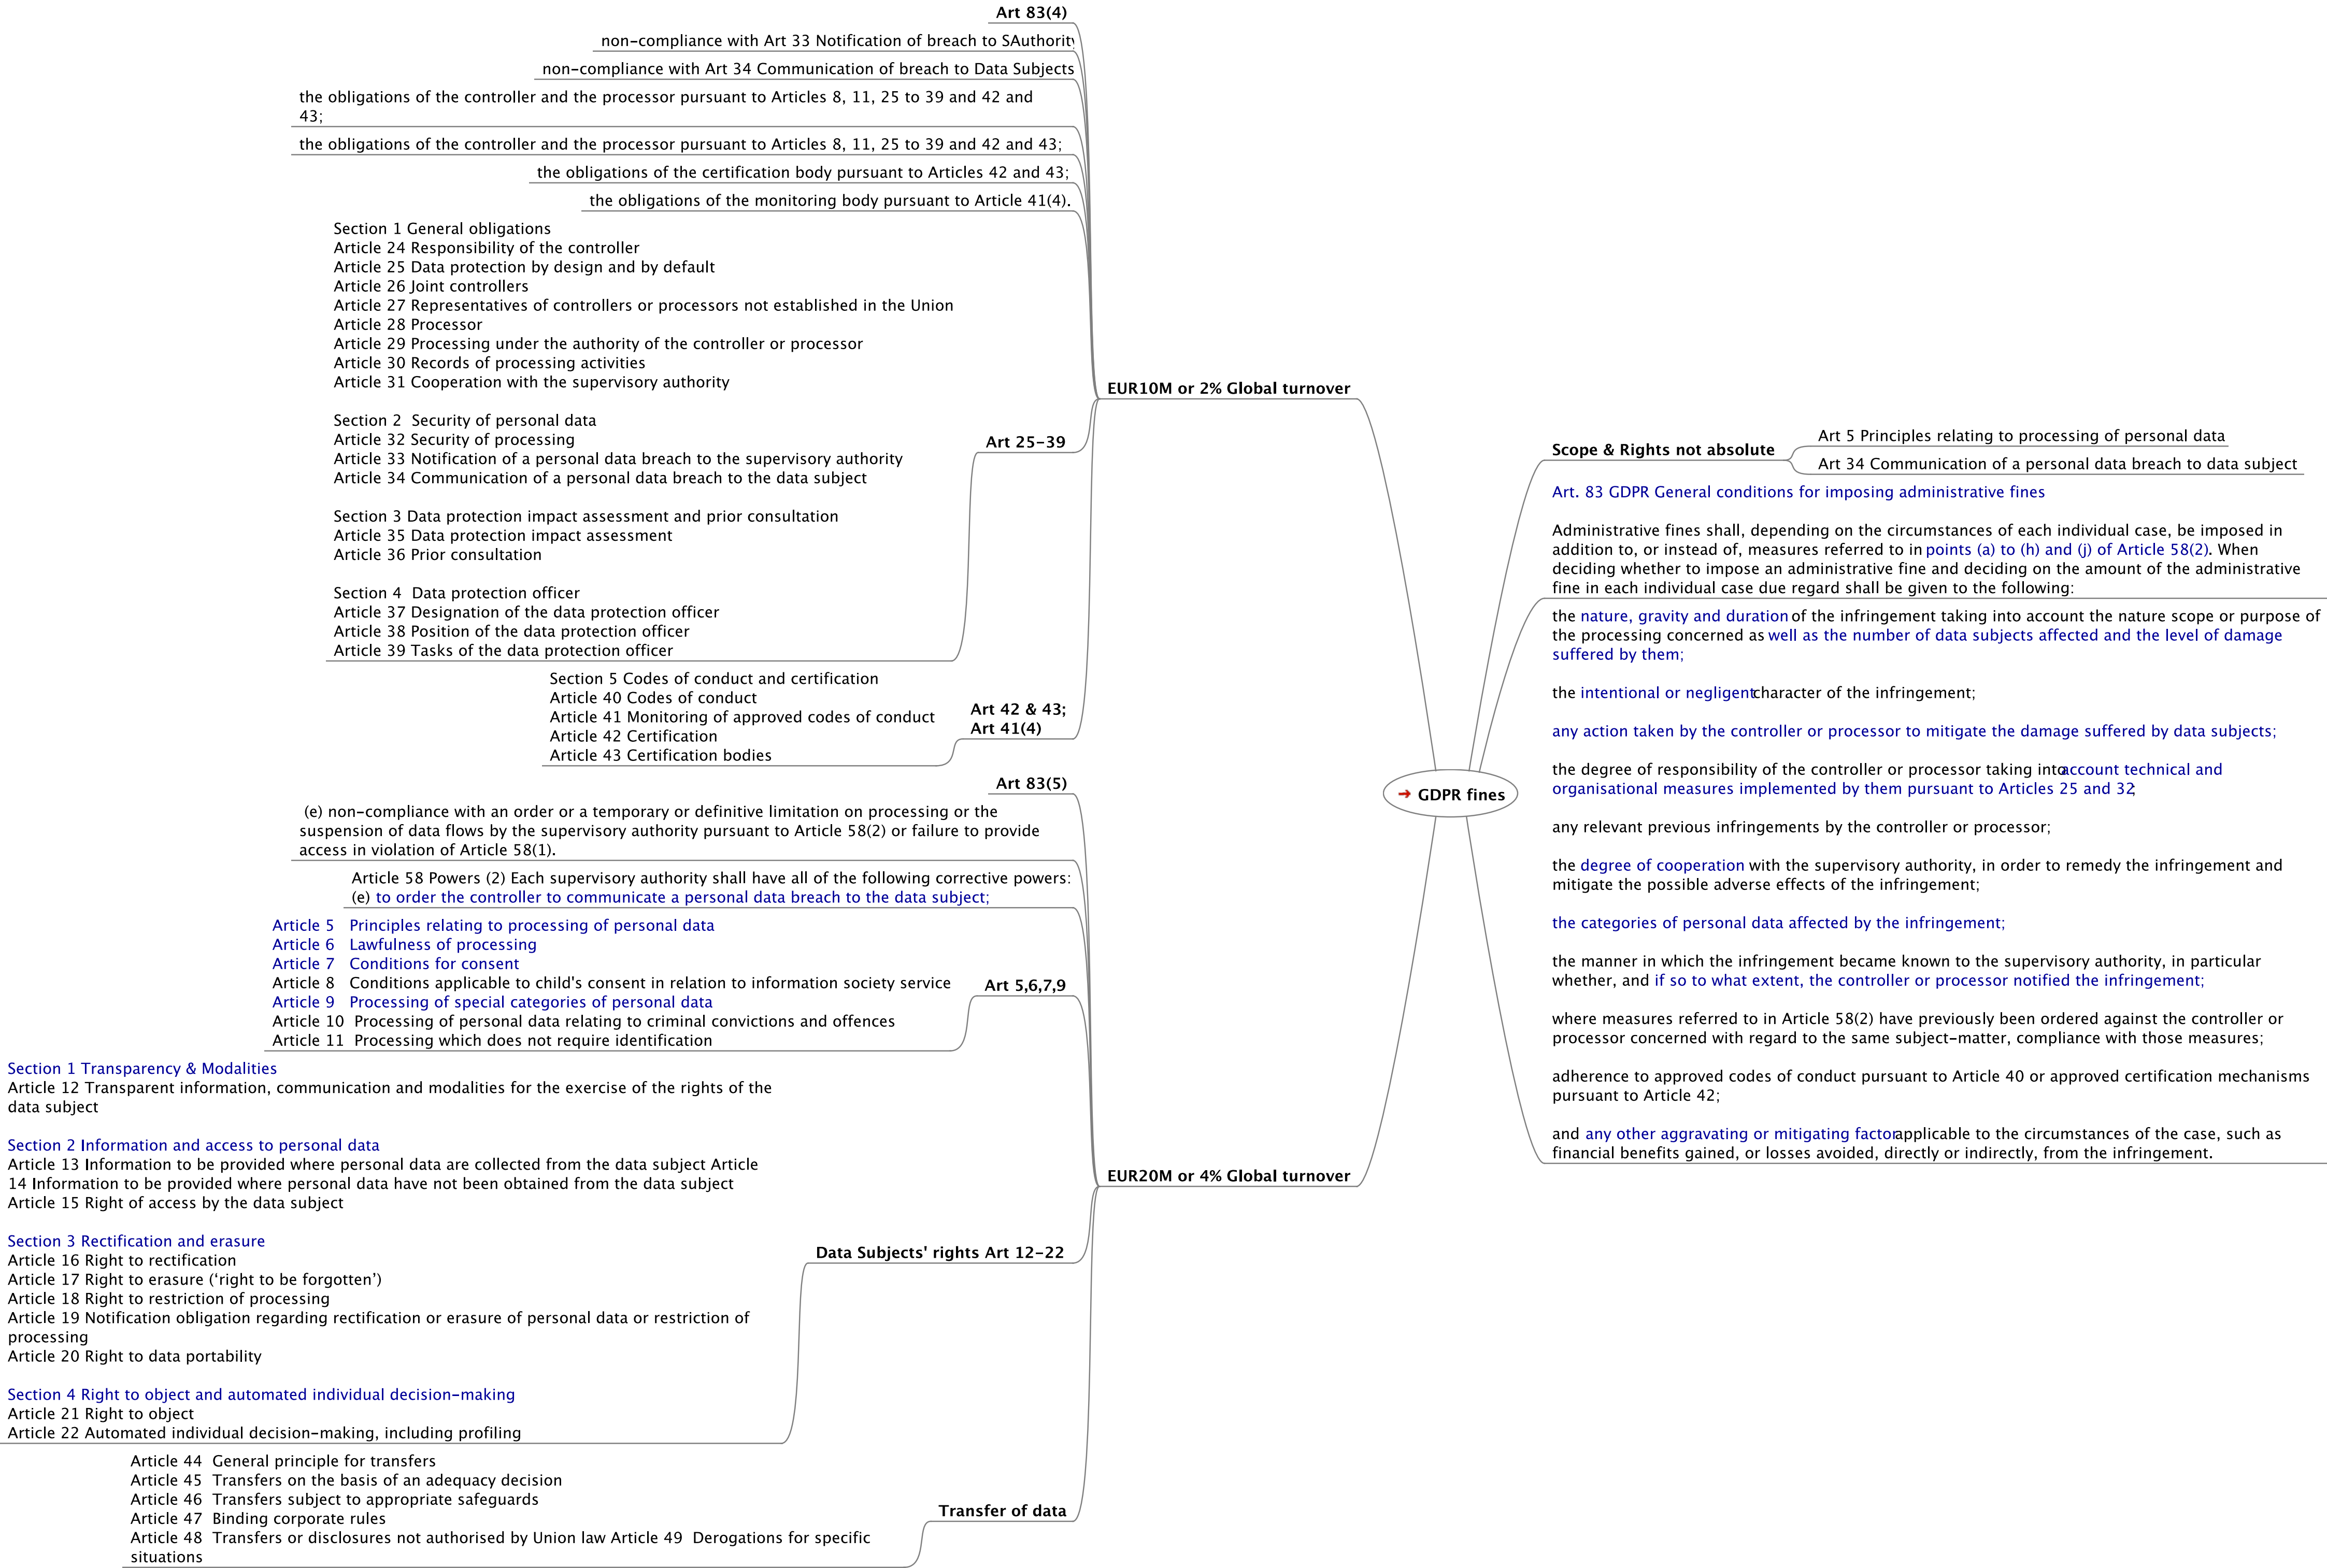 Art 83(4)
non-compliance with Art 33 Notification of breach to SAuthority
non-compliance with Art 34 Communication of breach to Data Subjects
the obligations of the controller and the processor pursuant to Articles 8, 11, 25 to 39 and 42 and
43;
the obligations of the controller and the processor pursuant to Articles 8, 11, 25 to 39 and 42 and 43;
the obligations of the certification body pursuant to Articles 42 and 43;
the obligations of the monitoring body pursuant to Article 41(4).
Section 1 General obligations
Article 24 Responsibility of the controller
Article 25 Data protection by design and by default
Article 26 Joint controllers
Article 27 Representatives of controllers or processors not established in the Union
Article 28 Processor
Article 29 Processing under the authority of the controller or processor
Article 30 Records of processing activities
Article 31 Cooperation with the supervisory authority
Section 2  Security of personal data
Article 32 Security of processing
Article 33 Notification of a personal data breach to the supervisory authority
Article 34 Communication of a personal data breach to the data subject
Section 3 Data protection impact assessment and prior consultation
Article 35 Data protection impact assessment
Article 36 Prior consultation
Section 4  Data protection officer
Article 37 Designation of the data protection officer
Article 38 Position of the data protection officer
Article 39 Tasks of the data protection officer
Art 25-39
Section 5 Codes of conduct and certification
Article 40 Codes of conduct
Article 41 Monitoring of approved codes of conduct
Article 42 Certification
Article 43 Certification bodies
Art 42 & 43;
Art 41(4)
EUR10M or 2% Global turnover
Art 83(5)
(e) non-compliance with an order or a temporary or definitive limitation on processing or the
suspension of data flows by the supervisory authority pursuant to Article 58(2) or failure to provide
access in violation of Article 58(1).
Article 58 Powers (2) Each supervisory authority shall have all of the following corrective powers:
(e) to order the controller to communicate a personal data breach to the data subject;
Article 5   Principles relating to processing of personal data
Article 6   Lawfulness of processing
Article 7   Conditions for consent
Article 8   Conditions applicable to child's consent in relation to information society service
Article 9   Processing of special categories of personal data
Article 10  Processing of personal data relating to criminal convictions and offences
Article 11  Processing which does not require identification
Art 5,6,7,9
Section 1 Transparency & Modalities
Article 12 Transparent information, communication and modalities for the exercise of the rights of the
data subject
Section 2 Information and access to personal data
Article 13 Information to be provided where personal data are collected from the data subject Article
14 Information to be provided where personal data have not been obtained from the data subject
Article 15 Right of access by the data subject
Section 3 Rectification and erasure
Article 16 Right to rectification
Article 17 Right to erasure (‘right to be forgotten’)
Article 18 Right to restriction of processing
Article 19 Notification obligation regarding rectification or erasure of personal data or restriction of
processing
Article 20 Right to data portability
Section 4 Right to object and automated individual decision-making
Article 21 Right to object
Article 22 Automated individual decision-making, including profiling
Data Subjects' rights Art 12-22
Article 44  General principle for transfers
Article 45  Transfers on the basis of an adequacy decision
Article 46  Transfers subject to appropriate safeguards
Article 47  Binding corporate rules
Article 48  Transfers or disclosures not authorised by Union law Article 49  Derogations for specific
situations
Transfer of data
EUR20M or 4% Global turnover
GDPR fines
Scope & Rights not absolute
Art 5 Principles relating to processing of personal data
Art 34 Communication of a personal data breach to data subject
Art. 83 GDPR General conditions for imposing administrative fines
Administrative fines shall, depending on the circumstances of each individual case, be imposed in
addition to, or instead of, measures referred to in points (a) to (h) and (j) of Article 58(2). When
deciding whether to impose an administrative fine and deciding on the amount of the administrative
fine in each individual case due regard shall be given to the following:
the nature, gravity and duration of the infringement taking into account the nature scope or purpose of
the processing concerned as well as the number of data subjects affected and the level of damage
suffered by them;
the intentional or negligent character of the infringement;
any action taken by the controller or processor to mitigate the damage suffered by data subjects;
the degree of responsibility of the controller or processor taking into account technical and
organisational measures implemented by them pursuant to Articles 25 and 32;
any relevant previous infringements by the controller or processor;
the degree of cooperation with the supervisory authority, in order to remedy the infringement and
mitigate the possible adverse effects of the infringement;
the categories of personal data affected by the infringement;
the manner in which the infringement became known to the supervisory authority, in particular
whether, and if so to what extent, the controller or processor notified the infringement;
where measures referred to in Article 58(2) have previously been ordered against the controller or
processor concerned with regard to the same subject-matter, compliance with those measures;
adherence to approved codes of conduct pursuant to Article 40 or approved certification mechanisms
pursuant to Article 42;
and any other aggravating or mitigating factor applicable to the circumstances of the case, such as
financial benefits gained, or losses avoided, directly or indirectly, from the infringement.